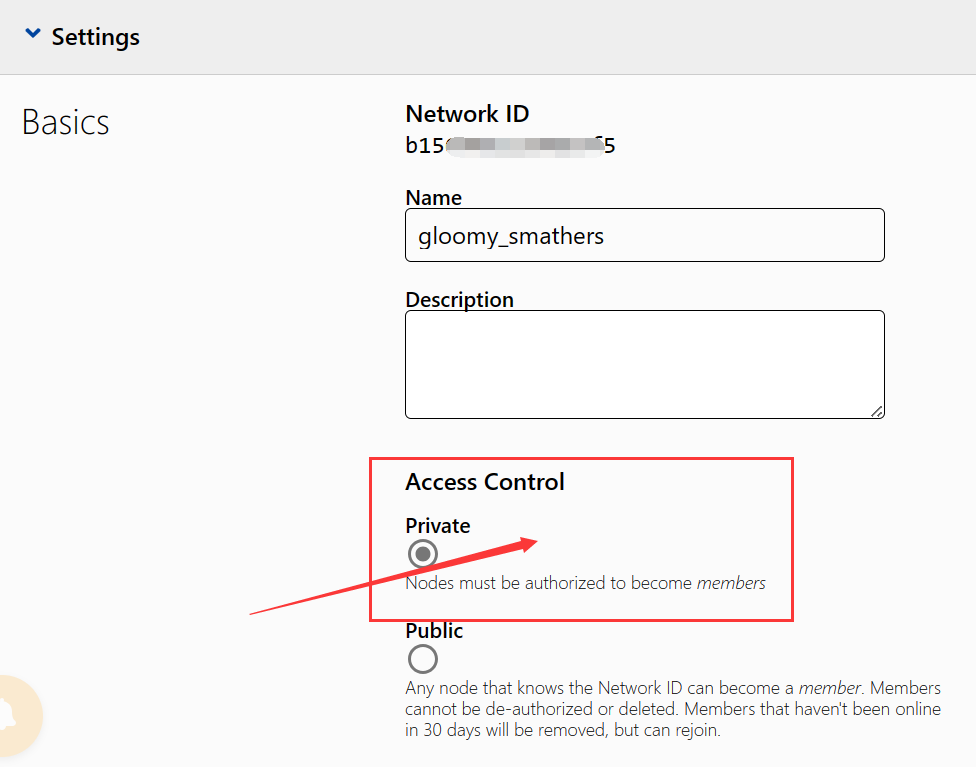 Settings
Basics
Network ID
b15
5
Name
gloomy_smathers
Description
Access Control
Private
Nodes must be authorized to become members
Public
Any node that knows the Network ID can become a member. Members
cannot be de-authorized or deleted. Members that haven't been online
in 30 days will be removed, but can rejoin.